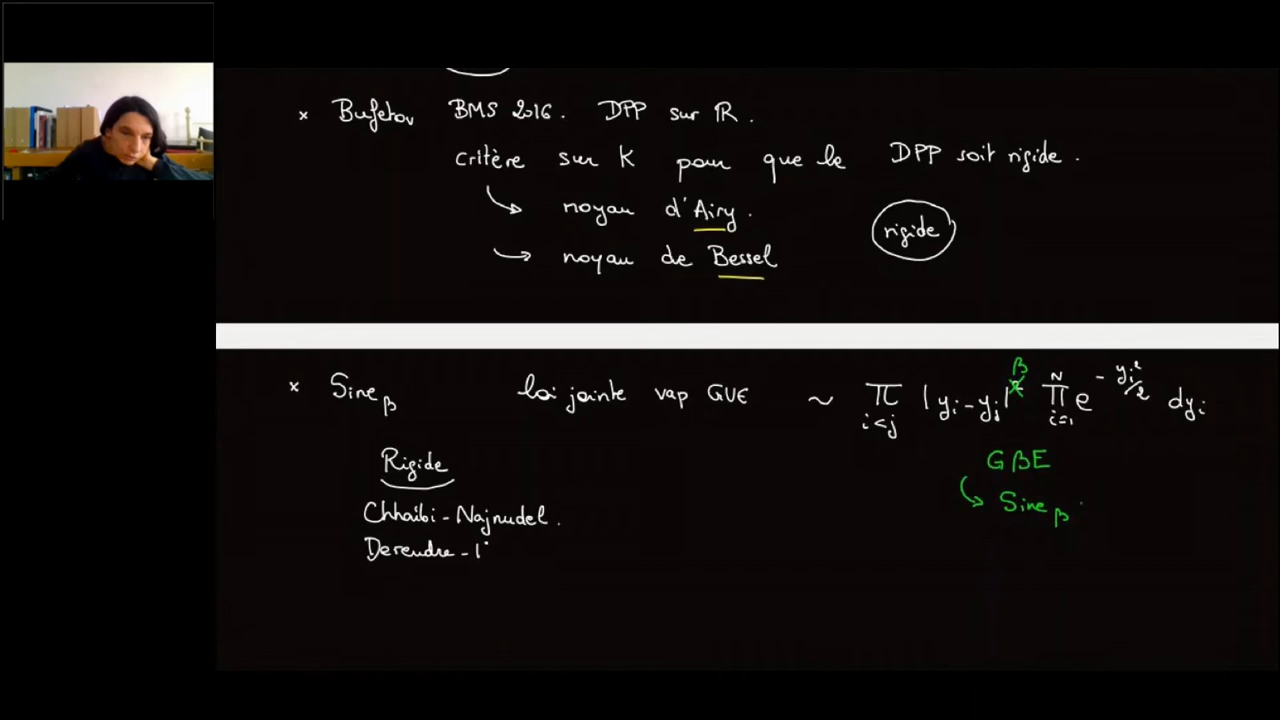 × Bufetov BMS 2016. DPP sur ℝ.
critère sur K pour que le DPP soit rigide.
↳ noyau d'Airy.
rigide
→ noyau de Bessel
× Sine_β loi jointe vap GUE ~ ∏_{i<j} |y_i - y_j|^β ∏_{i=1}^N e^{-y_i²/2} dy_i
Rigide
GβE
↳ Sine_β.
Chhaibi-Najnudel.
Dereudre-